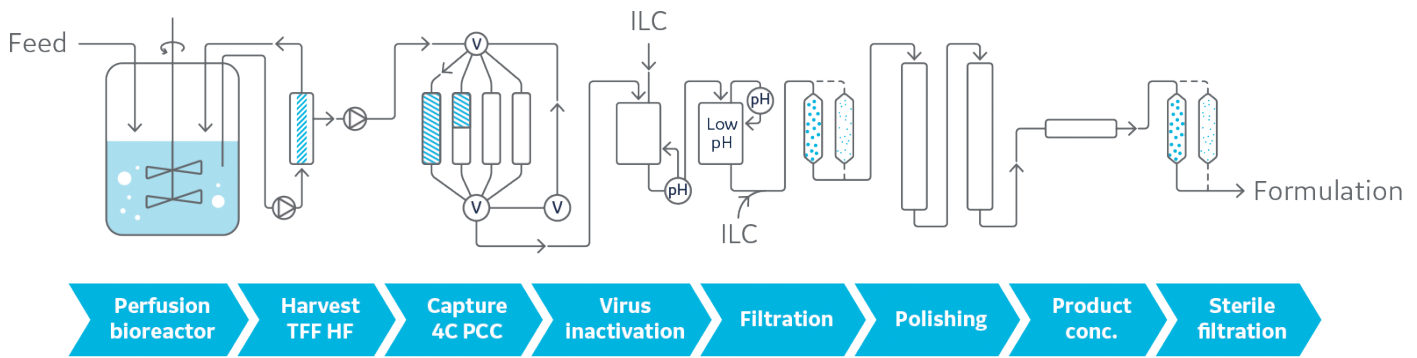 ILC
Feed
V
pH
Low
pH
pH
V
V
ILC
Formulation
Perfusion
bioreactor
Harvest
TFF HF
Capture
4C PCC
Virus
inactivation
Filtration
Polishing
Product
conc.
Sterile
filtration